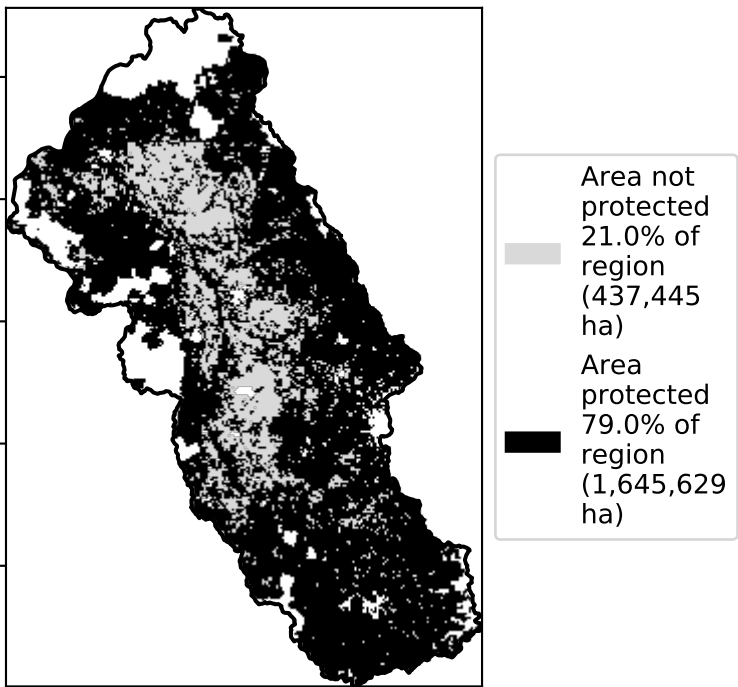 Area not
protected
21.0% of
region
(437,445
ha)
Area
protected
79.0% of
region
(1,645,629
ha)